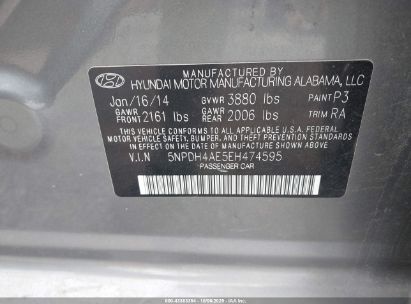 MANUFACTURED BY
HYUNDAI MOTOR MANUFACTURING ALABAMA, LLC
Jan/16/14 GVWR 3880 lbs PAINT P3
GAWR FRONT 2161 lbs GAWR REAR 2006 lbs TRIM RA
THIS VEHICLE CONFORMS TO ALL APPLICABLE U.S.A. FEDERAL
MOTOR VEHICLE SAFETY, BUMPER, AND THEFT PREVENTION STANDARDS
IN EFFECT ON THE DATE OF MANUFACTURE SHOWN ABOVE.
V.I.N 5NPDH4AE5EH474595
PASSENGER CAR